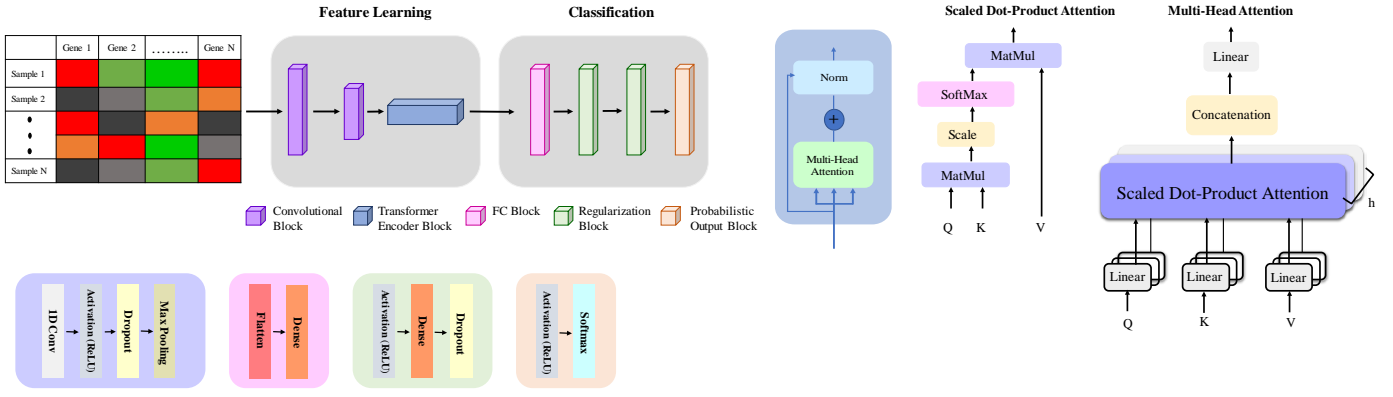 Feature Learning
Classification
Gene 1 Gene 2 ........ Gene N
Sample 1
Sample 2
Sample N
Convolutional
Block
Transformer
Encoder Block
FC Block
Regularization
Block
Probabilistic
Output Block
1D Conv
Activation (ReLU)
Dropout
Max Pooling
Flatten
Dense
Activation (ReLU)
Dense
Dropout
Activation (ReLU)
Softmax
Norm
+
Multi-Head
Attention
Scaled Dot-Product Attention
MatMul
SoftMax
Scale
MatMul
Q K V
Multi-Head Attention
Linear
Concatenation
Scaled Dot-Product Attention
h
Linear Linear Linear
Q K V